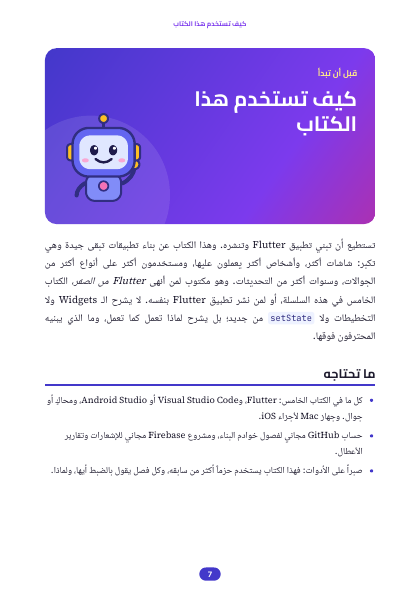 كيف تستخدم هذا الكتاب
قبل أن تبدأ
كيف تستخدم هذا
الكتاب
تستطيع أن تبني تطبيق Flutter وتنشره. وهذا الكتاب عن بناء تطبيقات تبقى جيدة وهي
تكبر: شاشات أكثر، وأشخاص أكثر يعملون عليها، ومستخدمون أكثر على أنواع أكثر من
الجوالات، وسنوات أكثر من التحديثات. وهو مكتوب لمن أنهى Flutter من الصفر، الكتاب
الخامس في هذه السلسلة، أو لمن نشر تطبيق Flutter بنفسه. لا يشرح الـ Widgets ولا
التخطيطات ولا setState من جديد؛ بل يشرح لماذا تعمل كما تعمل، وما الذي يبنيه
المحترفون فوقها.
ما تحتاجه
• كل ما في الكتاب الخامس: Flutter، وVisual Studio Code أو Android Studio، ومحاكٍ أو
جوال. وجهاز Mac لأجزاء iOS.
• حساب GitHub مجاني لفصول خوادم البناء، ومشروع Firebase مجاني للإشعارات وتقارير
الأعطال.
• صبراً على الأدوات: فهذا الكتاب يستخدم حزماً أكثر من سابقه، وكل فصل يقول بالضبط أيها، ولماذا.
7